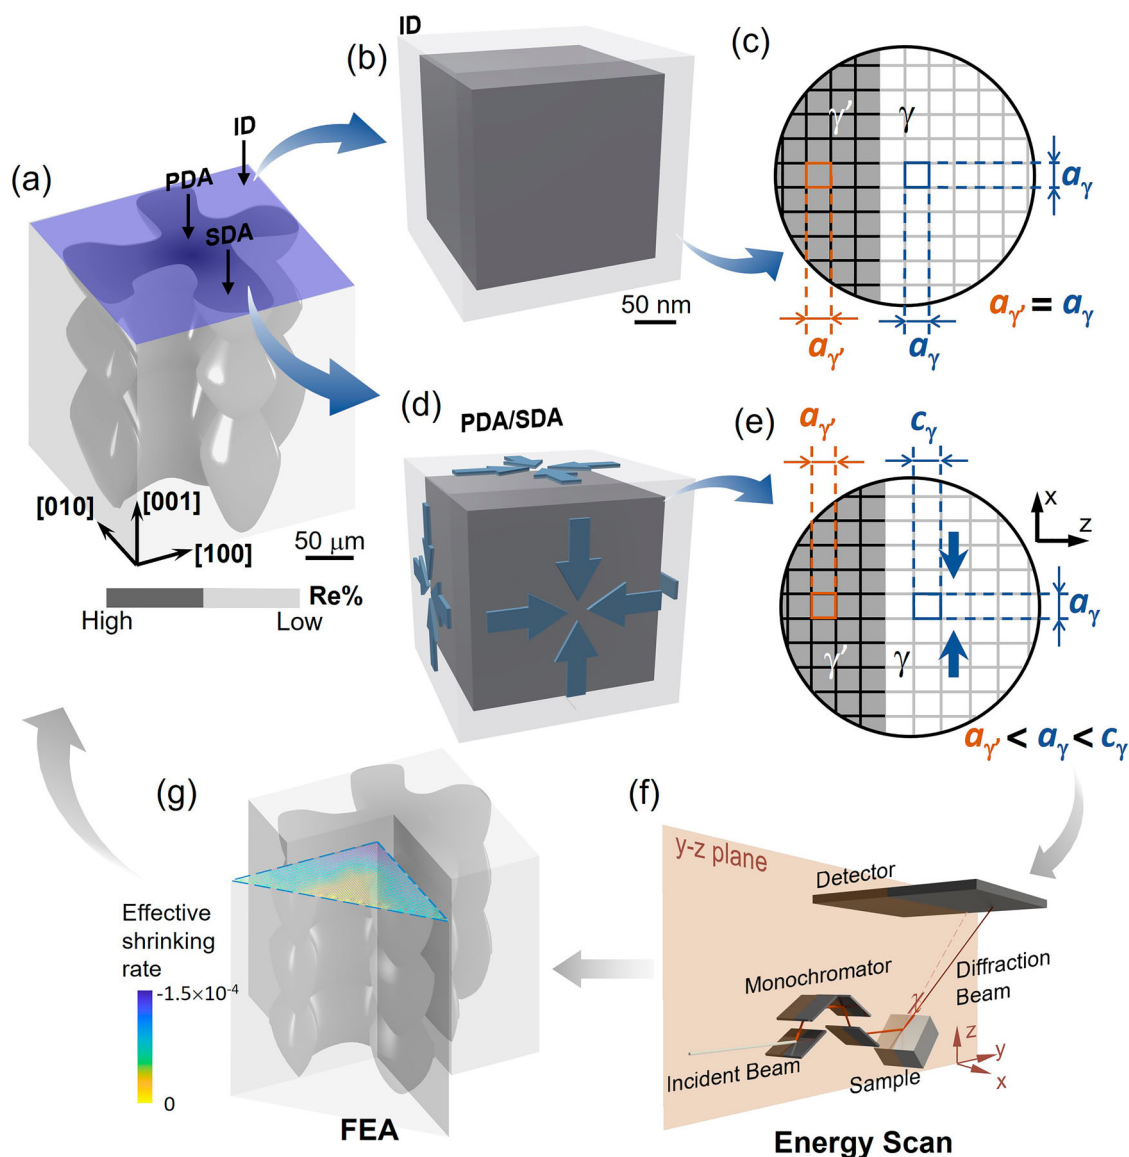 (a)
ID
PDA
SDA
[010]
[001]
[100]
50 μm
Re%
High
Low
(b)
ID
50 nm
(c)
γ'
γ
aγ
aγ'
aγ
aγ' = aγ
(d)
PDA/SDA
(e)
aγ'
cγ
x
z
aγ
γ'
γ
aγ' < aγ < cγ
(f)
y-z plane
Detector
Monochromator
Diffraction
Beam
χ
Incident Beam
Sample
z
y
x
Energy Scan
(g)
Effective
shrinking
rate
-1.5×10⁻⁴
0
FEA